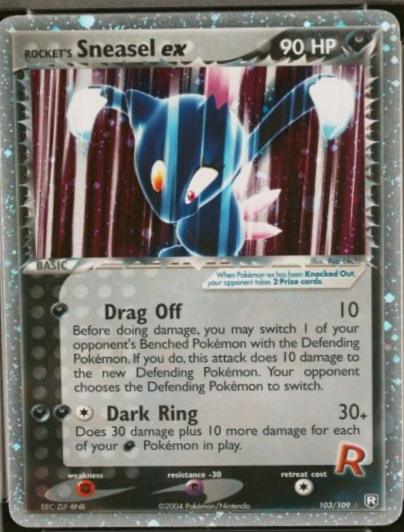 ROCKET'S Sneasel ex 90 HP
Illus. Ryo Ueda
BASIC
When Pokémon-ex has been Knocked Out,
your opponent takes 2 Prize cards.
Drag Off 10
Before doing damage, you may switch 1 of your
opponent's Benched Pokémon with the Defending
Pokémon. If you do, this attack does 10 damage to
the new Defending Pokémon. Your opponent
chooses the Defending Pokémon to switch.
Dark Ring 30+
Does 30 damage plus 10 more damage for each
of your Pokémon in play.
R
weakness resistance -30 retreat cost
EEC-ZLF-BNB ©2004 Pokémon/Nintendo 103/109 R